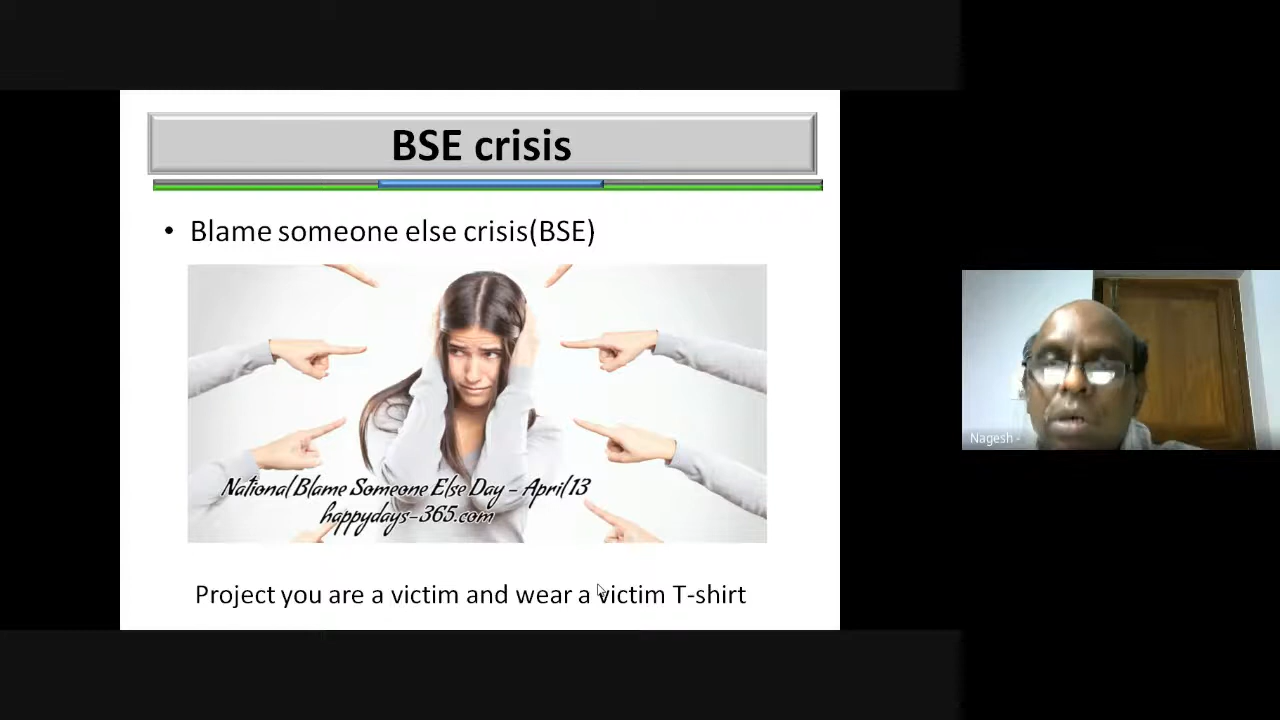 BSE crisis
• Blame someone else crisis(BSE)
National Blame Someone Else Day - April 13
happydays-365.com
Project you are a victim and wear a victim T-shirt
Nagesh -